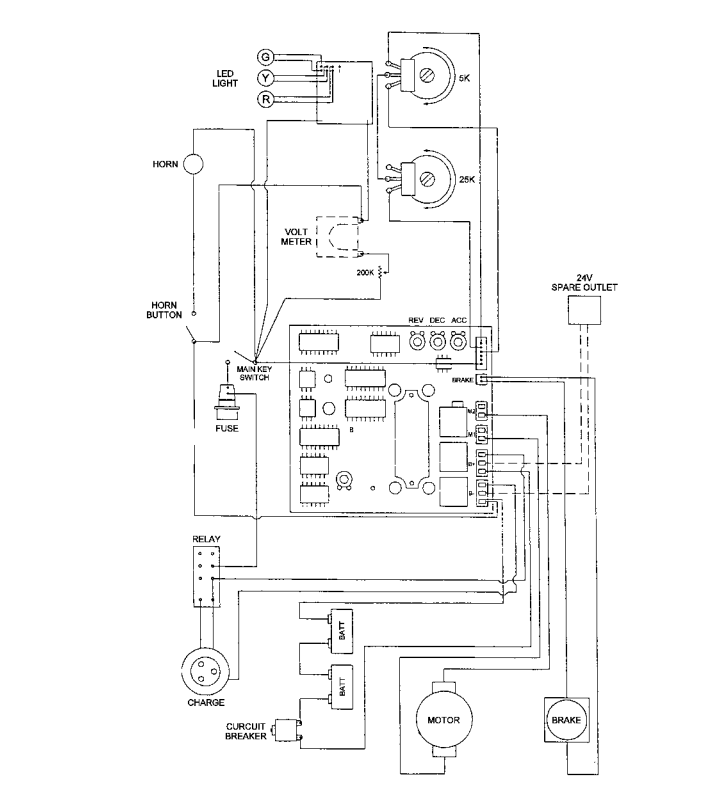 G
LED
LIGHT
Y
R
5K
HORN
25K
VOLT
METER
200K
24V
SPARE OUTLET
HORN
BUTTON
REV DEC ACC
MAIN KEY
SWITCH
BRAKE
FUSE
M2
B
M1
B+
B-
RELAY
BATT
BATT
CHARGE
CURCUIT
BREAKER
MOTOR
BRAKE